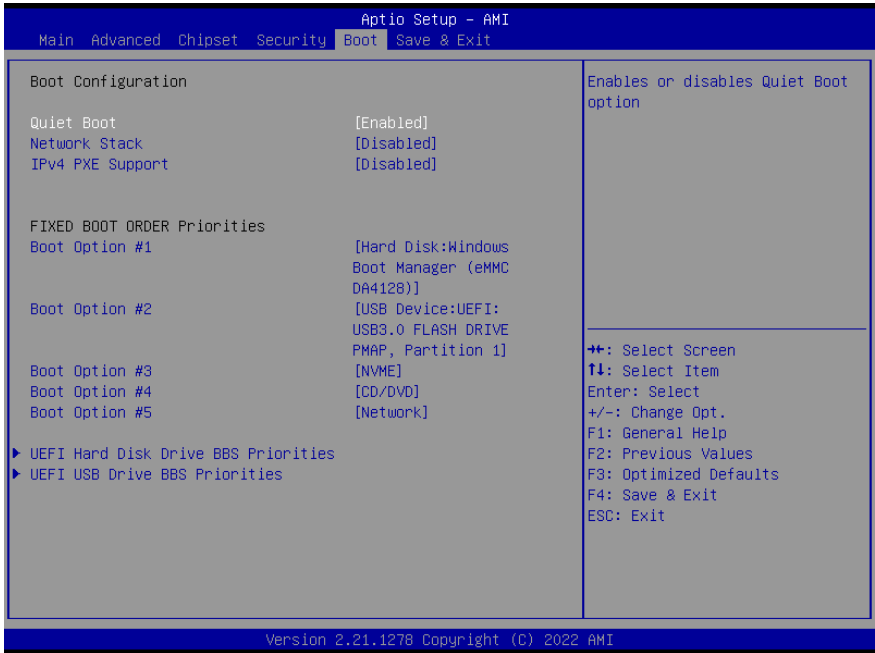 Aptio Setup – AMI
Main Advanced Chipset Security Boot Save & Exit
Boot Configuration
Quiet Boot [Enabled]
Network Stack [Disabled]
IPv4 PXE Support [Disabled]
FIXED BOOT ORDER Priorities
Boot Option #1 [Hard Disk:Windows
Boot Manager (eMMC
DA4128)]
Boot Option #2 [USB Device:UEFI:
USB3.0 FLASH DRIVE
PMAP, Partition 1]
Boot Option #3 [NVME]
Boot Option #4 [CD/DVD]
Boot Option #5 [Network]
UEFI Hard Disk Drive BBS Priorities
UEFI USB Drive BBS Priorities
Enables or disables Quiet Boot
option
→←: Select Screen
↑↓: Select Item
Enter: Select
+/-: Change Opt.
F1: General Help
F2: Previous Values
F3: Optimized Defaults
F4: Save & Exit
ESC: Exit
Version 2.21.1278 Copyright (C) 2022 AMI